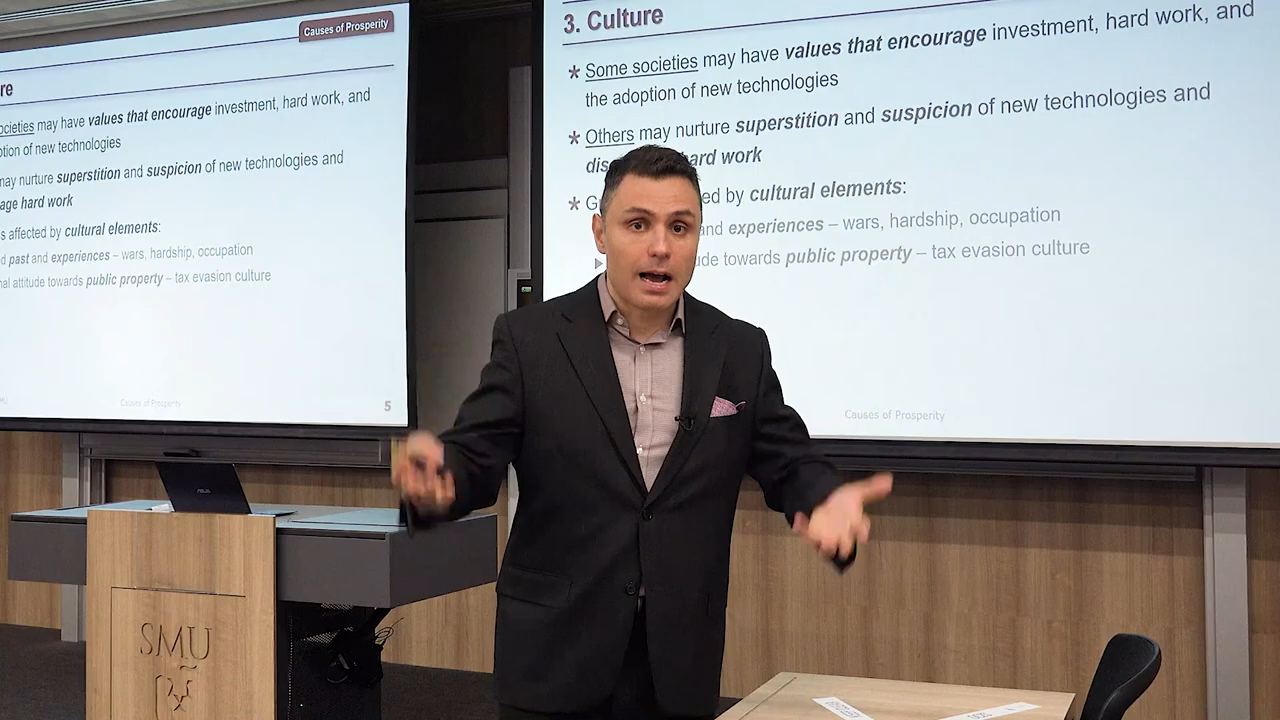 Causes of Prosperity
re
ocieties may have values that encourage investment, hard work, and
ption of new technologies
may nurture superstition and suspicion of new technologies and
age hard work
s affected by cultural elements:
d past and experiences – wars, hardship, occupation
nal attitude towards public property – tax evasion culture
Causes of Prosperity
5
3. Culture
* Some societies may have values that encourage investment, hard work, and
the adoption of new technologies
* Others may nurture superstition and suspicion of new technologies and
dis ard work
* G ed by cultural elements:
and experiences – wars, hardship, occupation
ude towards public property – tax evasion culture
Causes of Prosperity
ASUS
SMU